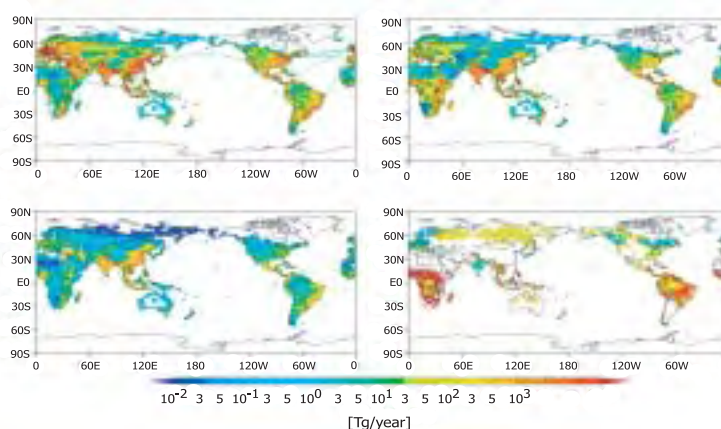 90N
60N
30N
E0
30S
60S
90S
0 60E 120E 180 120W 60W 0
90N
60N
30N
E0
30S
60S
90S
0 60E 120E 180 120W 60W
90N
60N
30N
E0
30S
60S
90S
0 60E 120E 180 120W 60W 0
90N
60N
30N
E0
30S
60S
90S
0 60E 120E 180 120W 60W
10-2 3 5 10-1 3 5 100 3 5 101 3 5 102 3 5 103
[Tg/year]